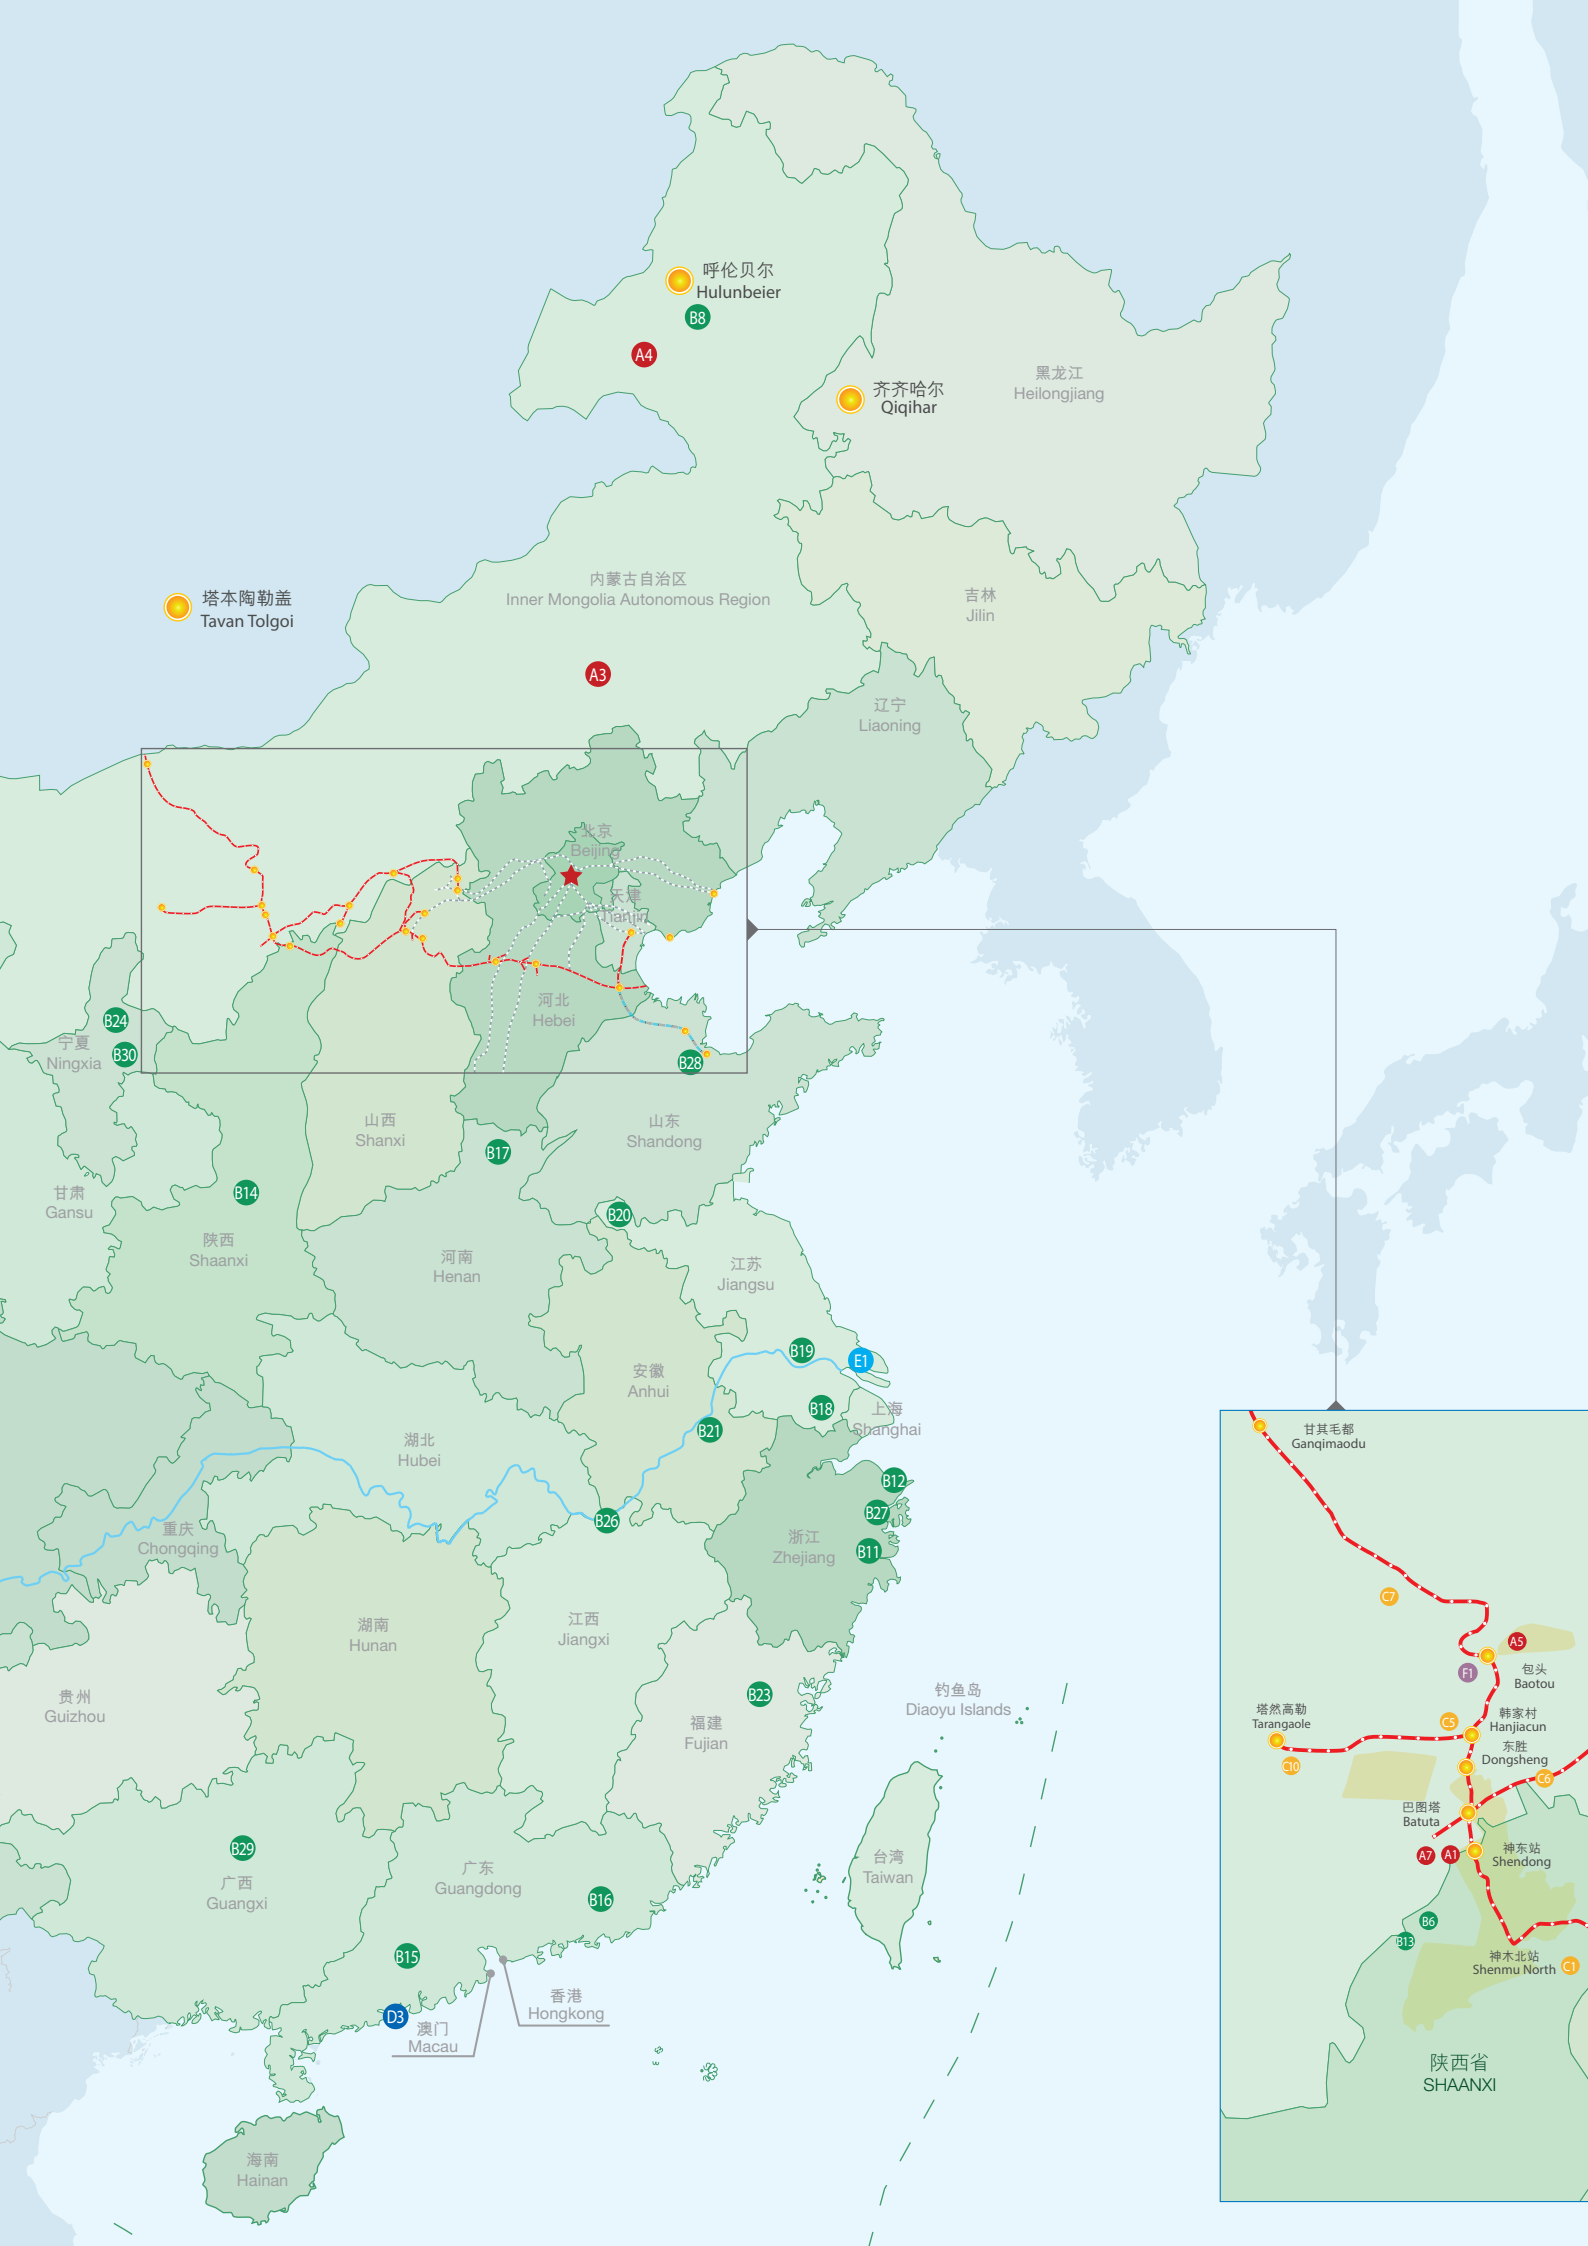 呼伦贝尔
Hulunbeier
B8
A4
齐齐哈尔
Qiqihar
黑龙江
Heilongjiang
内蒙古自治区
Inner Mongolia Autonomous Region
塔本陶勒盖
Tavan Tolgoi
吉林
Jilin
A3
辽宁
Liaoning
北京
Beijing
天津
Tianjin
河北
Hebei
B24
宁夏
Ningxia
B30
B28
山西
Shanxi
山东
Shandong
B17
甘肃
Gansu
B14
B20
陕西
Shaanxi
河南
Henan
江苏
Jiangsu
B19
E1
安徽
Anhui
B18
上海
Shanghai
B21
湖北
Hubei
B12
B27
B26
重庆
Chongqing
浙江
Zhejiang
B11
湖南
Hunan
江西
Jiangxi
贵州
Guizhou
B23
福建
Fujian
钓鱼岛
Diaoyu Islands
B29
广西
Guangxi
广东
Guangdong
台湾
Taiwan
B16
B15
香港
Hongkong
D3
澳门
Macau
海南
Hainan
甘其毛都
Ganqimaodu
C7
A5
F1
包头
Baotou
塔然高勒
Tarangaole
C5
韩家村
Hanjiacun
东胜
Dongsheng
C10
C6
巴图塔
Batuta
A7
A1
神东站
Shendong
B6
B13
神木北站
Shenmu North
C1
陕西省
SHAANXI